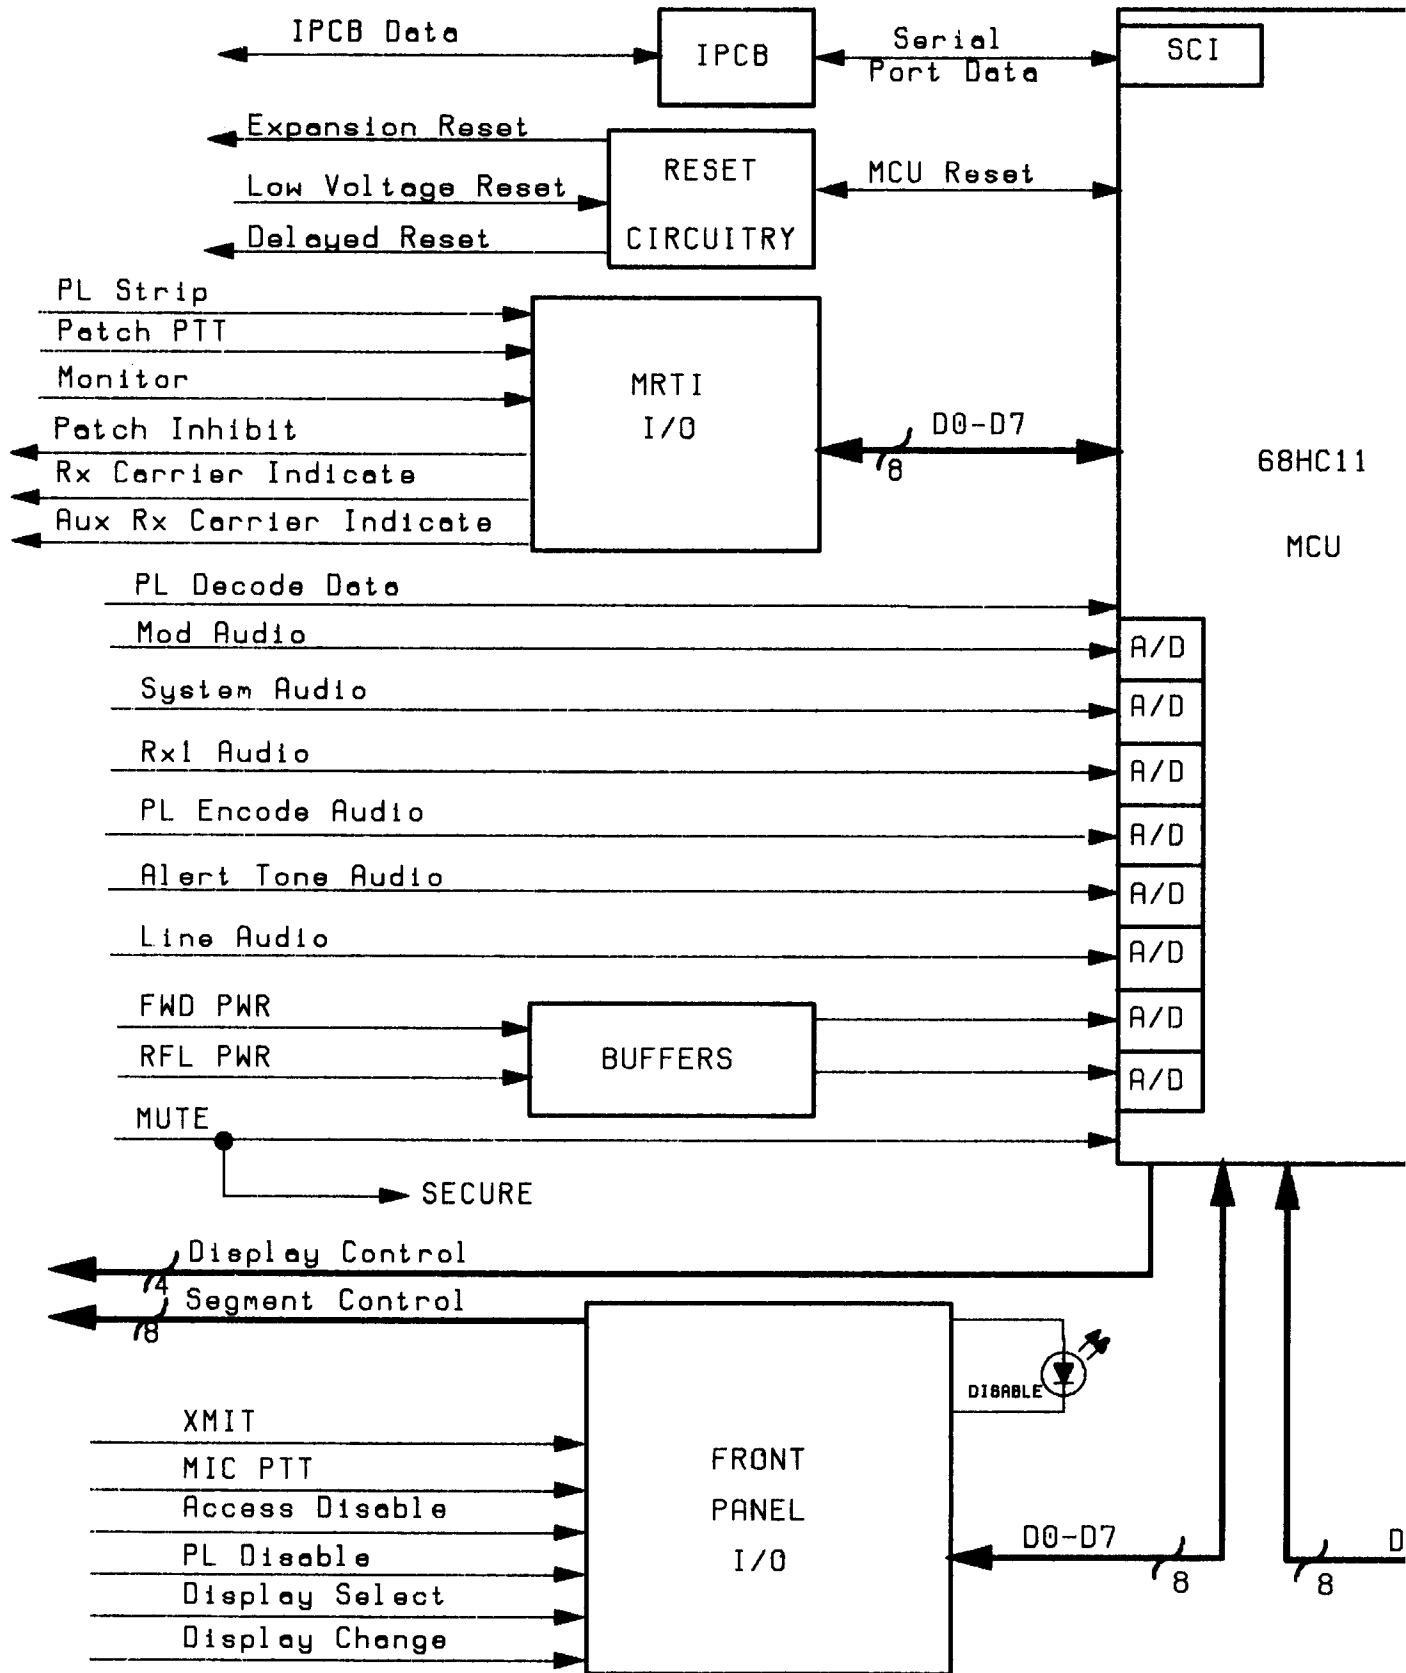 IPCB Data
IPCB
Serial
Port Data
SCI
Expansion Reset
Low Voltage Reset
Delayed Reset
RESET
CIRCUITRY
MCU Reset
PL Strip
Patch PTT
Monitor
Patch Inhibit
Rx Carrier Indicate
Aux Rx Carrier Indicate
MRTI
I/O
D0-D7
8
68HC11
MCU
PL Decode Data
Mod Audio
A/D
System Audio
A/D
Rx1 Audio
A/D
PL Encode Audio
A/D
Alert Tone Audio
A/D
Line Audio
A/D
FWD PWR
A/D
RFL PWR
BUFFERS
A/D
MUTE
SECURE
Display Control
4
Segment Control
8
DISABLE
XMIT
MIC PTT
Access Disable
PL Disable
Display Select
Display Change
FRONT
PANEL
I/O
D0-D7
8
D
8